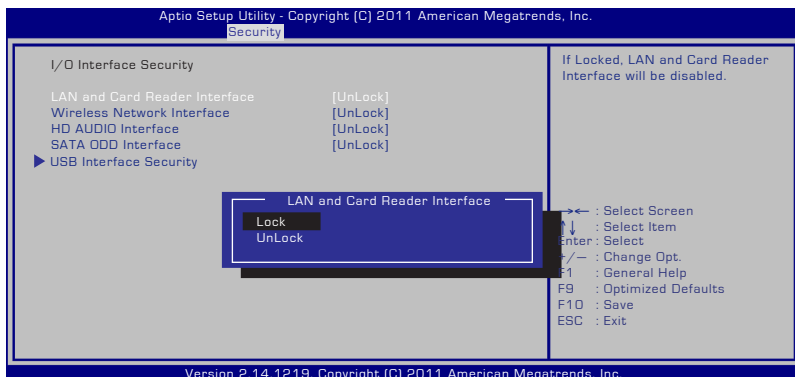 Aptio Setup Utility - Copyright (C) 2011 American Megatrends, Inc.
Security
I/O Interface Security
LAN and Card Reader Interface [UnLock]
Wireless Network Interface [UnLock]
HD AUDIO Interface [UnLock]
SATA ODD Interface [UnLock]
USB Interface Security
LAN and Card Reader Interface
Lock
UnLock
If Locked, LAN and Card Reader
Interface will be disabled.
→← : Select Screen
↑↓ : Select Item
Enter : Select
+/— : Change Opt.
F1 : General Help
F9 : Optimized Defaults
F10 : Save
ESC : Exit
Version 2.14.1219. Copyright (C) 2011 American Megatrends, Inc.